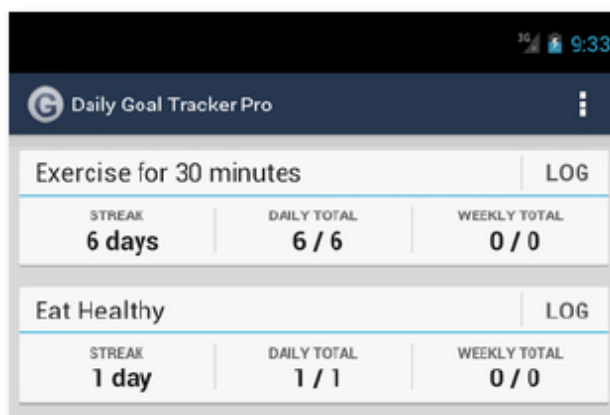 3G 9:33
G Daily Goal Tracker Pro
Exercise for 30 minutes LOG
STREAK DAILY TOTAL WEEKLY TOTAL
6 days 6 / 6 0 / 0
Eat Healthy LOG
STREAK DAILY TOTAL WEEKLY TOTAL
1 day 1 / 1 0 / 0